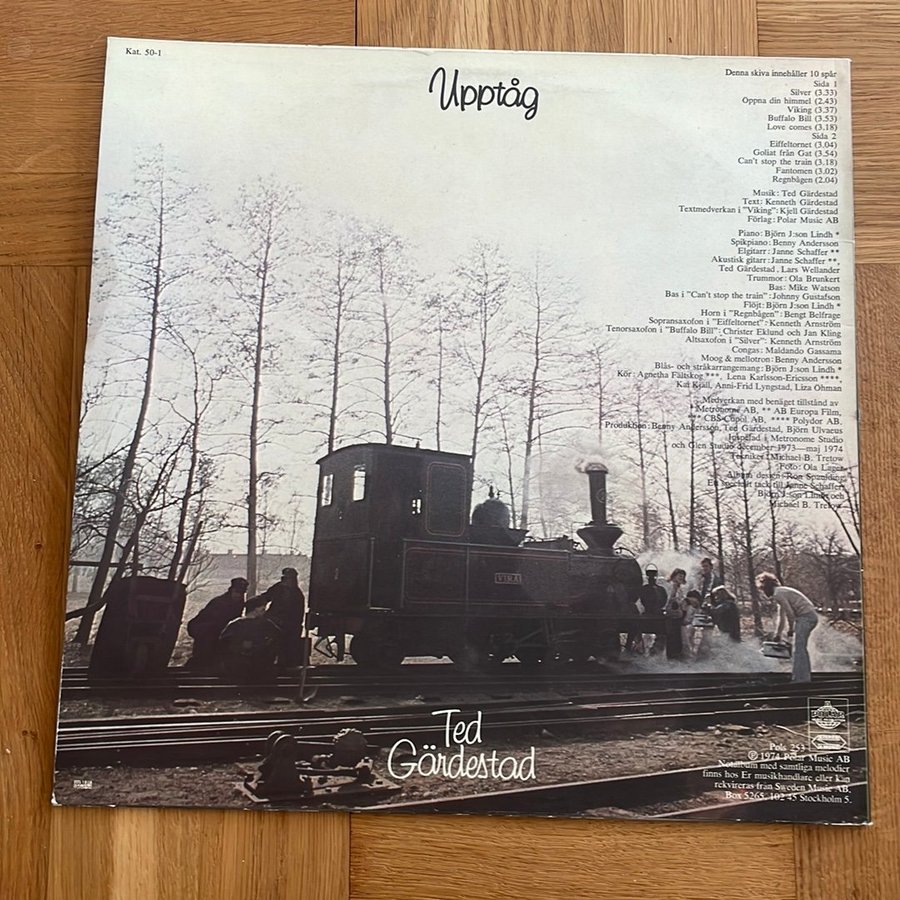 Kat. 50-1
Upptåg
Denna skiva innehåller 10 spår
Sida 1
Silver (3.33)
Öppna din himmel (2.43)
Viking (3.37)
Buffalo Bill (3.53)
Love comes (3.18)
Sida 2
Eiffeltornet (3.04)
Goliat från Gat (3.54)
Can't stop the train (3.18)
Fantomen (3.02)
Regnbågen (2.04)
Musik: Ted Gärdestad
Text: Kenneth Gärdestad
Textmedverkan i "Viking": Kjell Gärdestad
Förlag: Polar Music AB
Piano: Björn J:son Lindh *
Spikpiano: Benny Andersson
Elgitarr: Janne Schaffer **
Akustisk gitarr: Janne Schaffer **,
Ted Gärdestad, Lars Wellander
Trummor: Ola Brunkert
Bas: Mike Watson
Bas i "Can't stop the train": Johnny Gustafson
Flöjt: Björn J:son Lindh *
Horn i "Regnbågen": Bengt Belfrage
Sopransaxofon i "Eiffeltornet": Kenneth Arnström
Tenorsaxofon i "Buffalo Bill": Christer Eklund och Jan Kling
Altsaxofon i "Silver": Kenneth Arnström
Congas: Maldando Gassama
Moog & mellotron: Benny Andersson
Blås- och stråkarrangemang: Björn J:son Lindh *
Kör: Agnetha Fältskog ***, Lena Karlsson-Ericsson ****,
Kai Kjäll, Anni-Frid Lyngstad, Liza Öhman
Medverkan med benäget tillstånd av
* Metronome AB, ** AB Europa Film,
*** CBS-Cupol AB, **** Polydor AB.
Produktion: Benny Andersson, Ted Gärdestad, Björn Ulvaeus
Inspelad i Metronome Studio
och Glen Studio december 1973—maj 1974
Tekniker: Michael B. Tretow
Foto: Ola Lager
Album design: Ron Spaulding
Ett speciellt tack till Janne Schaffer,
Björn J:son Lindh och
Michael B. Tretow
VIRÅ
Ted
Gärdestad
Pols 253
℗ 1974 Polar Music AB
Notalbum med samtliga melodier
finns hos Er musikhandlare eller kan
rekvireras från Sweden Music AB,
Box 5265, 102 45 Stockholm 5.